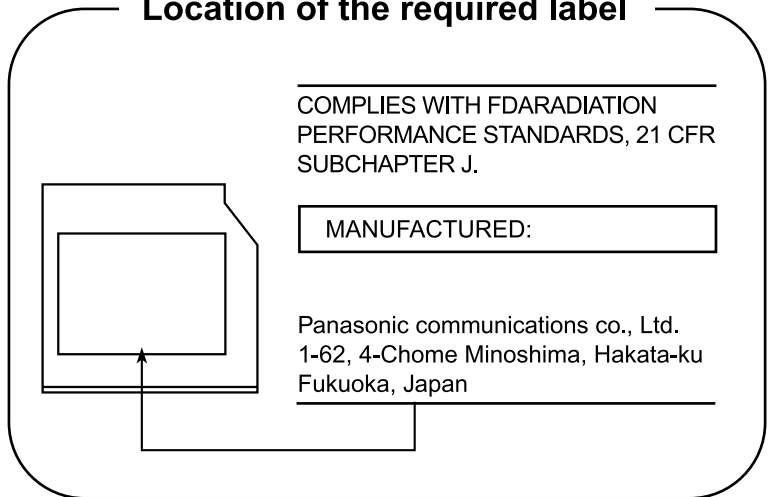 Location of the required label
COMPLIES WITH FDARADIATION
PERFORMANCE STANDARDS, 21 CFR
SUBCHAPTER J.
MANUFACTURED:
Panasonic communications co., Ltd.
1-62, 4-Chome Minoshima, Hakata-ku
Fukuoka, Japan